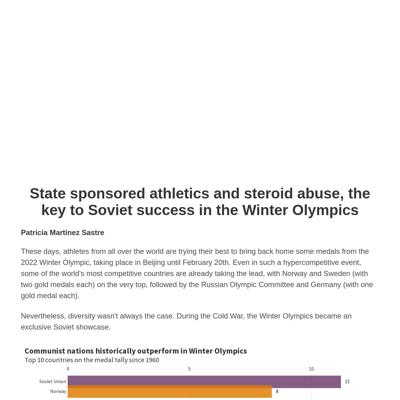 State sponsored athletics and steroid abuse, the
key to Soviet success in the Winter Olympics
Patricia Martínez Sastre
These days, athletes from all over the world are trying their best to bring back home some medals from the
2022 Winter Olympic, taking place in Beijing until February 20th. Even in such a hypercompetitive event,
some of the world's most competitive countries are already taking the lead, with Norway and Sweden (with
two gold medals each) on the very top, followed by the Russian Olympic Committee and Germany (with one
gold medal each).
Nevertheless, diversity wasn't always the case. During the Cold War, the Winter Olympics became an
exclusive Soviet showcase.
Communist nations historically outperform in Winter Olympics
Top 10 countries on the medal tally since 1960
0 5 10
Soviet Union 11
Norway 8